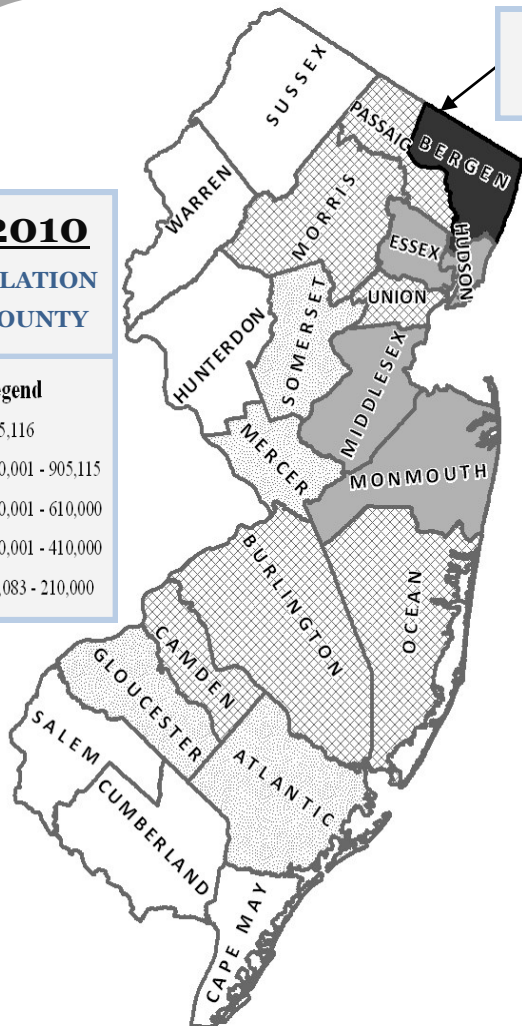 2010
LATION
OUNTY
gend
5,116
0,001 - 905,115
0,001 - 610,000
0,001 - 410,000
,083 - 210,000
SUSSEX
PASSAIC
BERGEN
WARREN
MORRIS
ESSEX
HUDSON
UNION
HUNTERDON
SOMERSET
MIDDLESEX
MERCER
MONMOUTH
BURLINGTON
OCEAN
CAMDEN
GLOUCESTER
SALEM
ATLANTIC
CUMBERLAND
CAPE MAY